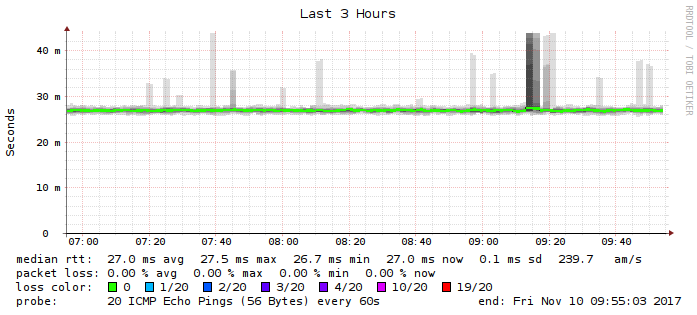 Last 3 Hours
RRDTOOL / TOBI OETIKER
Seconds
40 m
30 m
20 m
10 m
0
07:00 07:20 07:40 08:00 08:20 08:40 09:00 09:20 09:40
median rtt: 27.0 ms avg 27.5 ms max 26.7 ms min 27.0 ms now 0.1 ms sd 239.7 am/s
packet loss: 0.00 % avg 0.00 % max 0.00 % min 0.00 % now
loss color: 0 1/20 2/20 3/20 4/20 10/20 19/20
probe: 20 ICMP Echo Pings (56 Bytes) every 60s end: Fri Nov 10 09:55:03 2017